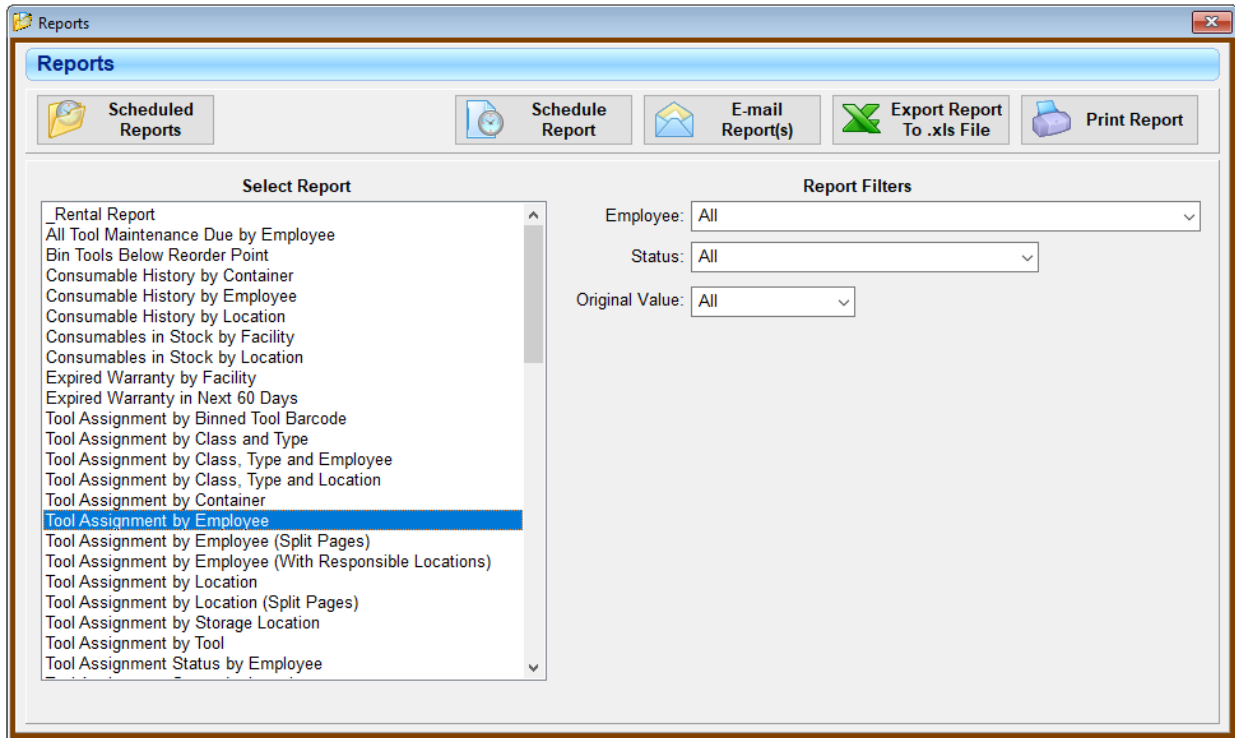 Reports
Reports
Scheduled
Reports
Schedule
Report
E-mail
Report(s)
Export Report
To .xls File
Print Report
Select Report
_Rental Report
All Tool Maintenance Due by Employee
Bin Tools Below Reorder Point
Consumable History by Container
Consumable History by Employee
Consumable History by Location
Consumables in Stock by Facility
Consumables in Stock by Location
Expired Warranty by Facility
Expired Warranty in Next 60 Days
Tool Assignment by Binned Tool Barcode
Tool Assignment by Class and Type
Tool Assignment by Class, Type and Employee
Tool Assignment by Class, Type and Location
Tool Assignment by Container
Tool Assignment by Employee
Tool Assignment by Employee (Split Pages)
Tool Assignment by Employee (With Responsible Locations)
Tool Assignment by Location
Tool Assignment by Location (Split Pages)
Tool Assignment by Storage Location
Tool Assignment by Tool
Tool Assignment Status by Employee
Report Filters
Employee: All
Status: All
Original Value: All